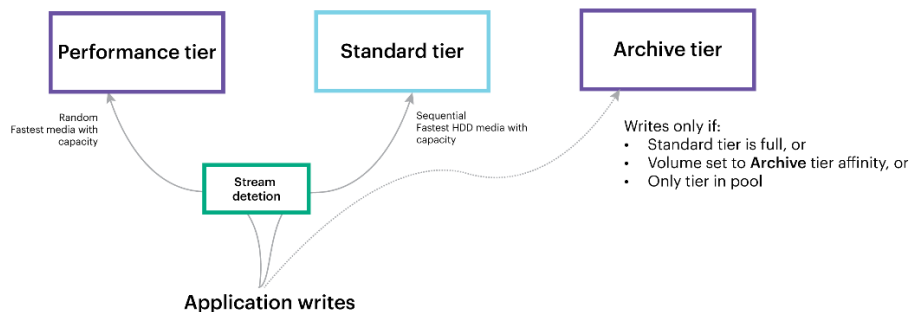 Performance tier
Standard tier
Archive tier
Random
Fastest media with
capacity
Sequential
Fastest HDD media with
capacity
Writes only if:
• Standard tier is full, or
• Volume set to Archive tier affinity, or
• Only tier in pool
Stream
detetion
Application writes